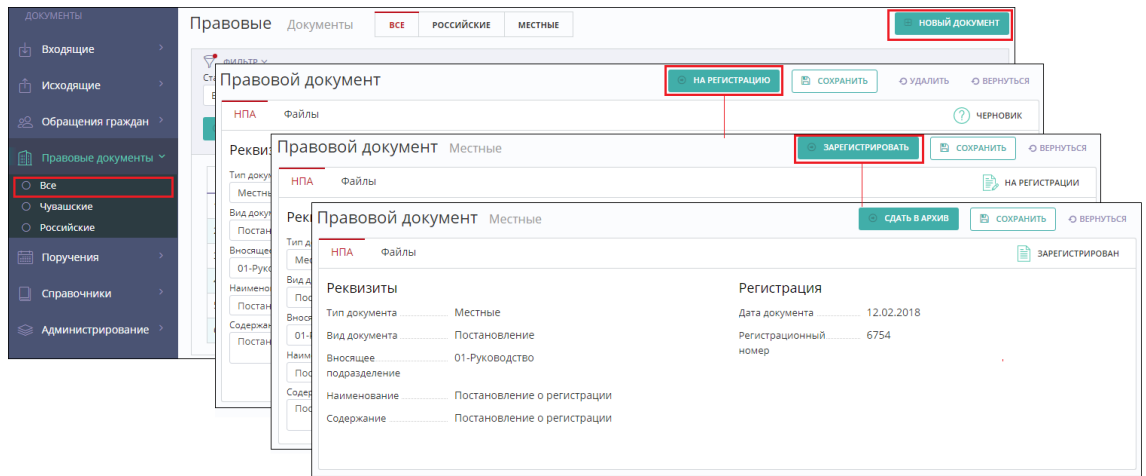 ДОКУМЕНТЫ
Входящие
Исходящие
Обращения граждан
Правовые документы
Все
Чувашские
Российские
Поручения
Справочники
Администрирование
Правовые Документы ВСЕ РОССИЙСКИЕ МЕСТНЫЕ НОВЫЙ ДОКУМЕНТ
ФИЛЬТР
Правовой документ НА РЕГИСТРАЦИЮ СОХРАНИТЬ УДАЛИТЬ ВЕРНУТЬСЯ
НПА Файлы ЧЕРНОВИК
Правовой документ Местные ЗАРЕГИСТРИРОВАТЬ СОХРАНИТЬ ВЕРНУТЬСЯ
НПА Файлы НА РЕГИСТРАЦИИ
Правовой документ Местные СДАТЬ В АРХИВ СОХРАНИТЬ ВЕРНУТЬСЯ
НПА Файлы ЗАРЕГИСТРИРОВАН
Реквизиты Регистрация
Тип документа Местные Дата документа 12.02.2018
Вид документа Постановление Регистрационный номер 6754
Вносящее подразделение 01-Руководство
Наименование Постановление о регистрации
Содержание Постановление о регистрации